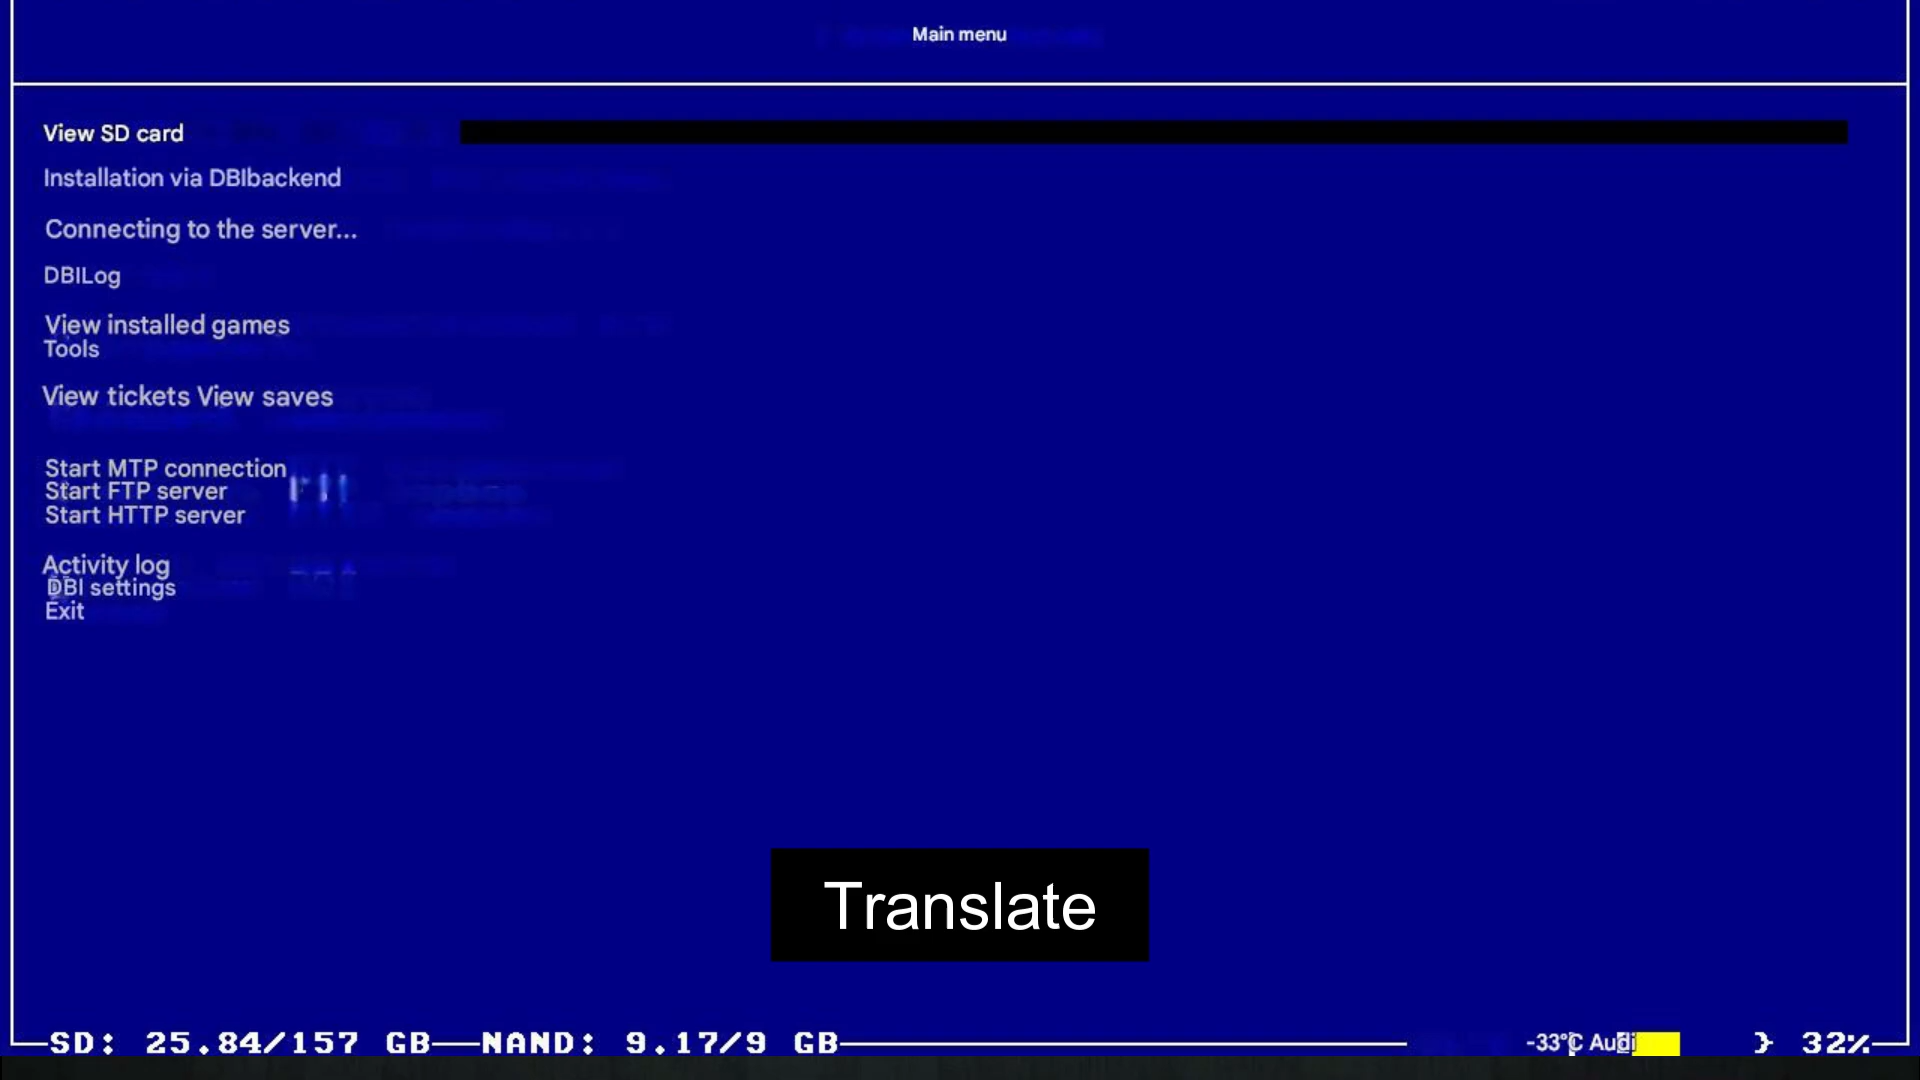 Main menu
View SD card
Installation via DBIbackend
Connecting to the server...
DBILog
View installed games
Tools
View tickets View saves
Start MTP connection
Start FTP server
Start HTTP server
Activity log
DBI settings
Exit
Translate
SD: 25.84/157 GB NAND: 9.17/9 GB -33°C Audi } 32%